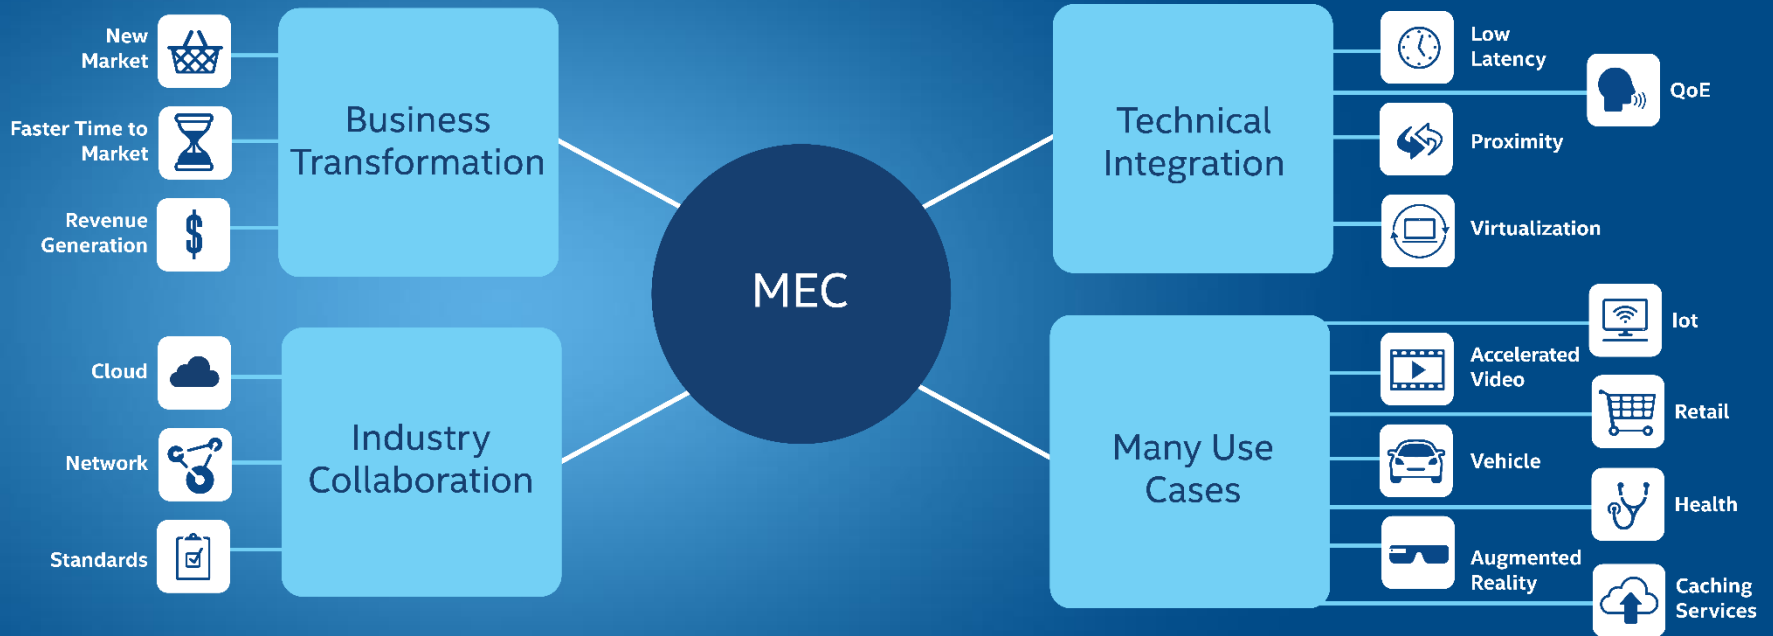 New
Market
Faster Time to
Market
Revenue
Generation
Business
Transformation
Cloud
Network
Standards
Industry
Collaboration
MEC
Technical
Integration
Low
Latency
QoE
Proximity
Virtualization
Many Use
Cases
Iot
Accelerated
Video
Retail
Vehicle
Health
Augmented
Reality
Caching
Services